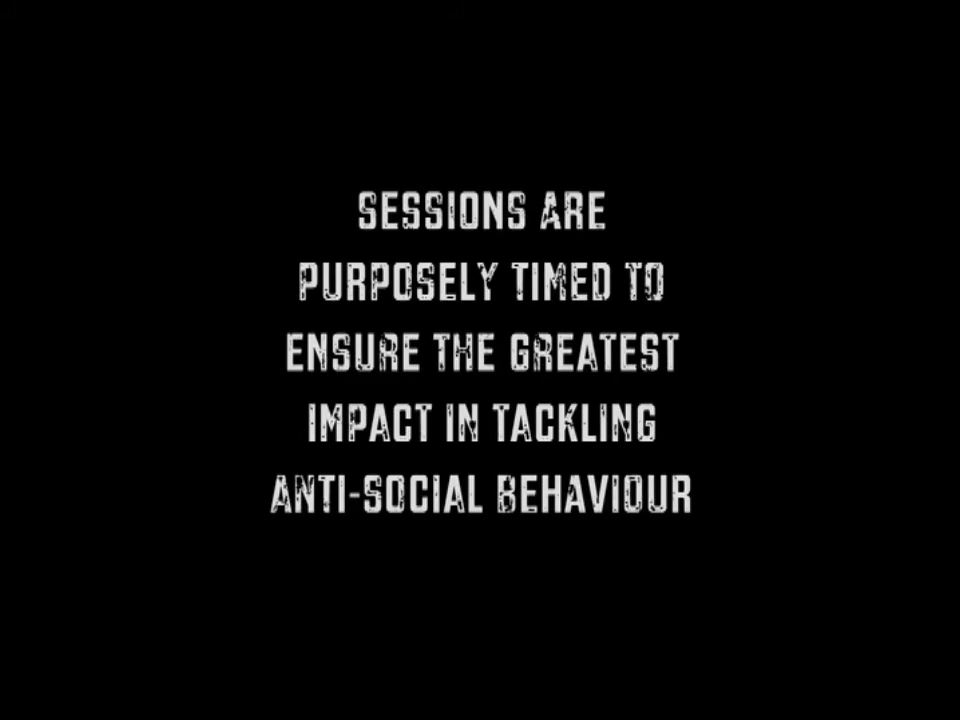 SESSIONS ARE
PURPOSELY TIMED TO
ENSURE THE GREATEST
IMPACT IN TACKLING
ANTI-SOCIAL BEHAVIOUR